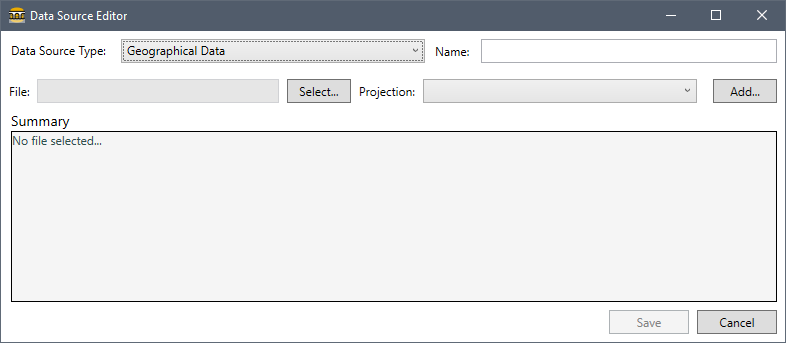 Data Source Editor
Data Source Type: Geographical Data Name:
File: Select... Projection: Add...
Summary
No file selected...
Save Cancel